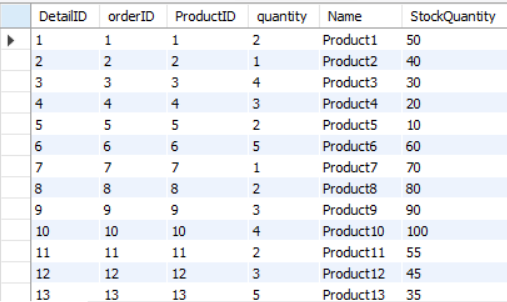 DetailID orderID ProductID quantity Name StockQuantity
1 1 1 2 Product1 50
2 2 2 1 Product2 40
3 3 3 4 Product3 30
4 4 4 3 Product4 20
5 5 5 2 Product5 10
6 6 6 5 Product6 60
7 7 7 1 Product7 70
8 8 8 2 Product8 80
9 9 9 3 Product9 90
10 10 10 4 Product10 100
11 11 11 2 Product11 55
12 12 12 3 Product12 45
13 13 13 5 Product13 35